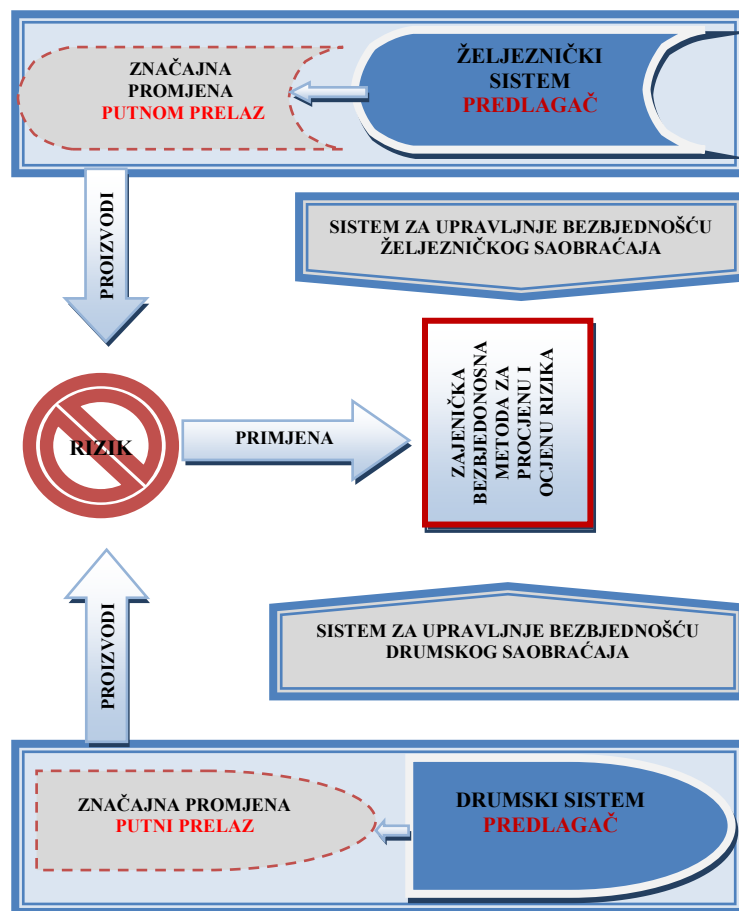 ZNAČAJNA
PROMJENA
PUTNOM PRELAZ
ŽELJEZNIČKI
SISTEM
PREDLAGAČ
PROIZVODI
SISTEM ZA UPRAVLJNJE BEZBJEDNOŠĆU
ŽELJEZNIČKOG SAOBRAĆAJA
RIZIK
PRIMJENA
ZAJENIČKA
BEZBJEDONOSNA
METODA ZA
PROCJENU I
OCJENU RIZIKA
PROIZVODI
SISTEM ZA UPRAVLJNJE BEZBJEDNOŠĆU
DRUMSKOG SAOBRAĆAJA
ZNAČAJNA PROMJENA
PUTNI PRELAZ
DRUMSKI SISTEM
PREDLAGAČ